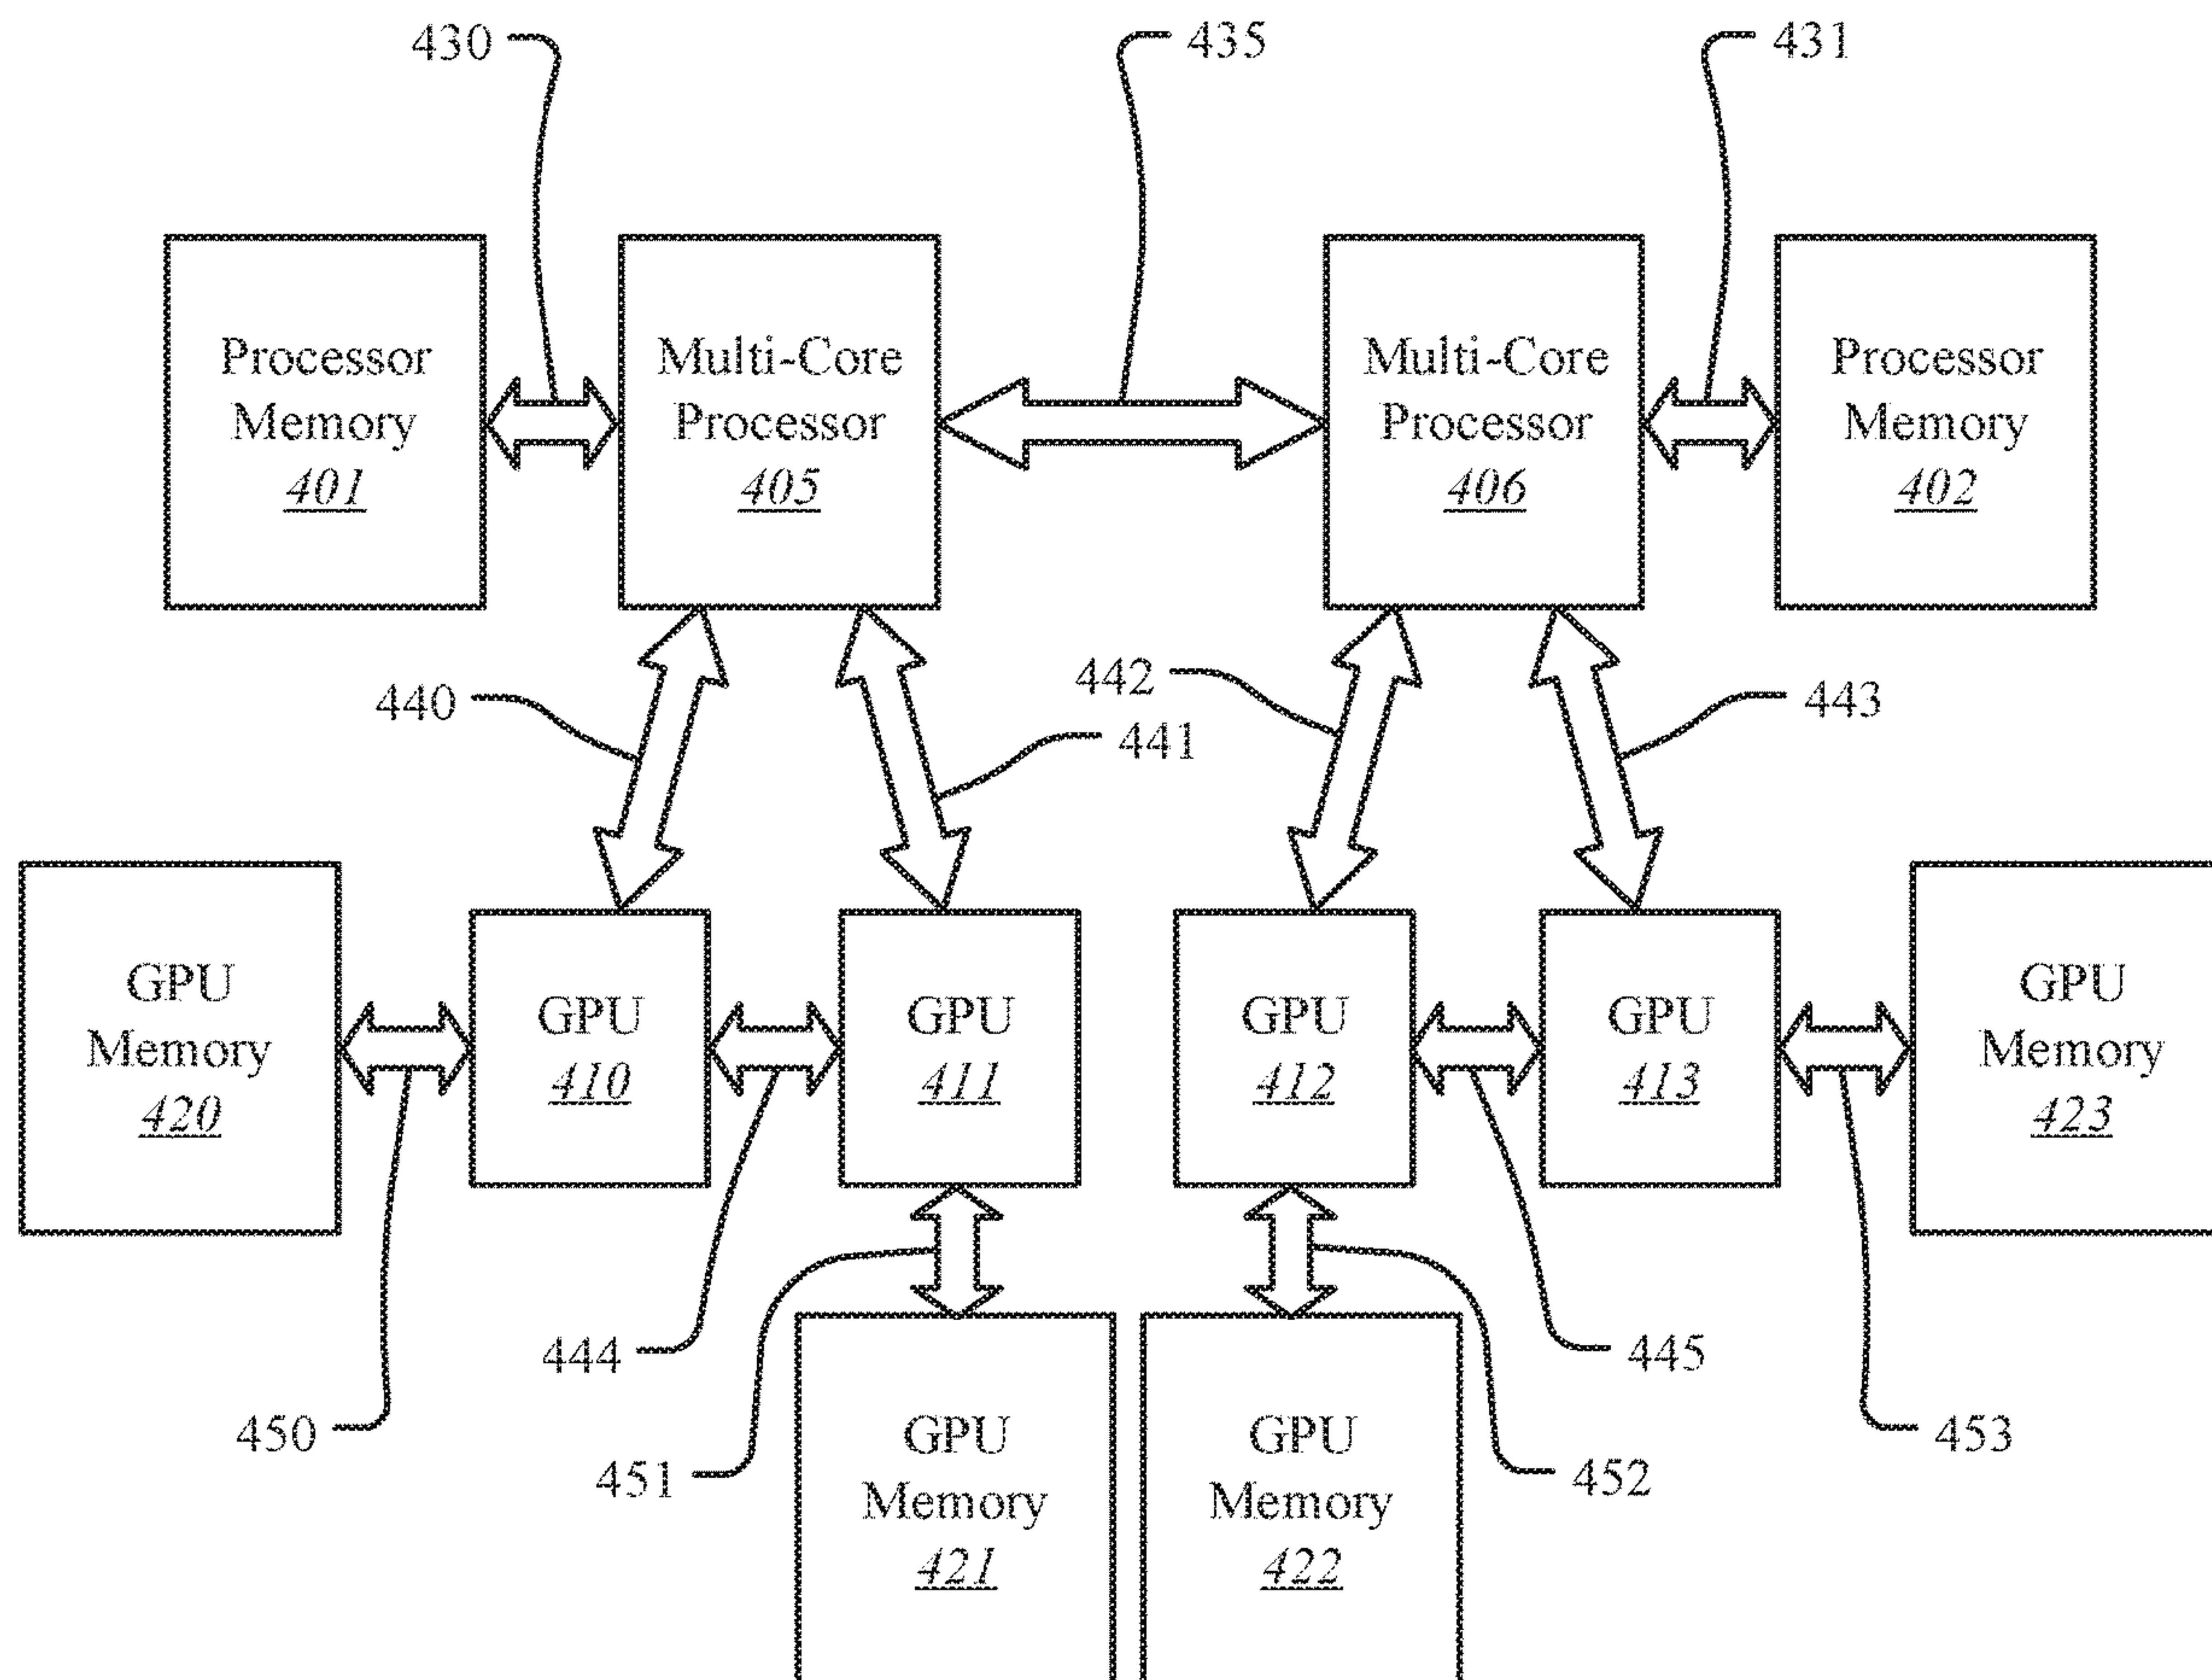 430
435
431
Processor
Memory
401
Multi-Core
Processor
405
Multi-Core
Processor
406
Processor
Memory
402
440
441
442
443
GPU
Memory
420
GPU
410
GPU
411
GPU
412
GPU
413
GPU
Memory
423
450
444
451
GPU
Memory
421
GPU
Memory
422
452
445
453